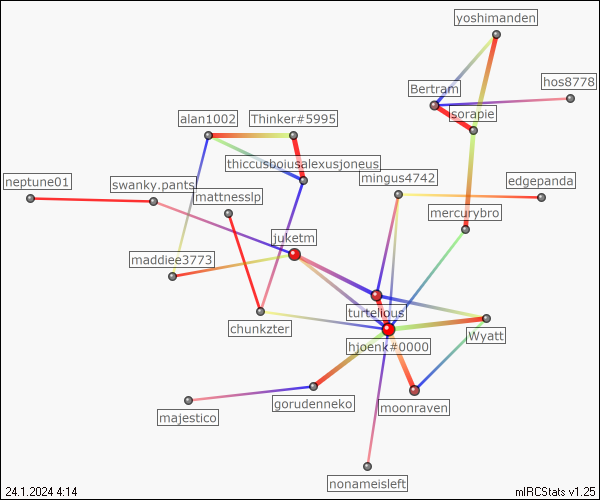 yoshimanden
hos8778
Bertram
sorapie
alan1002
Thinker#5995
thiccusboiusalexusjoneus
mingus4742
edgepanda
neptune01
swanky.pants
mattnesslp
mercurybro
juketm
maddiee3773
turtelious
chunkzter
Wyatt
hjoenk#0000
gorudenneko
moonraven
majestico
nonameisleft
24.1.2024 4:14
mIRCStats v1.25